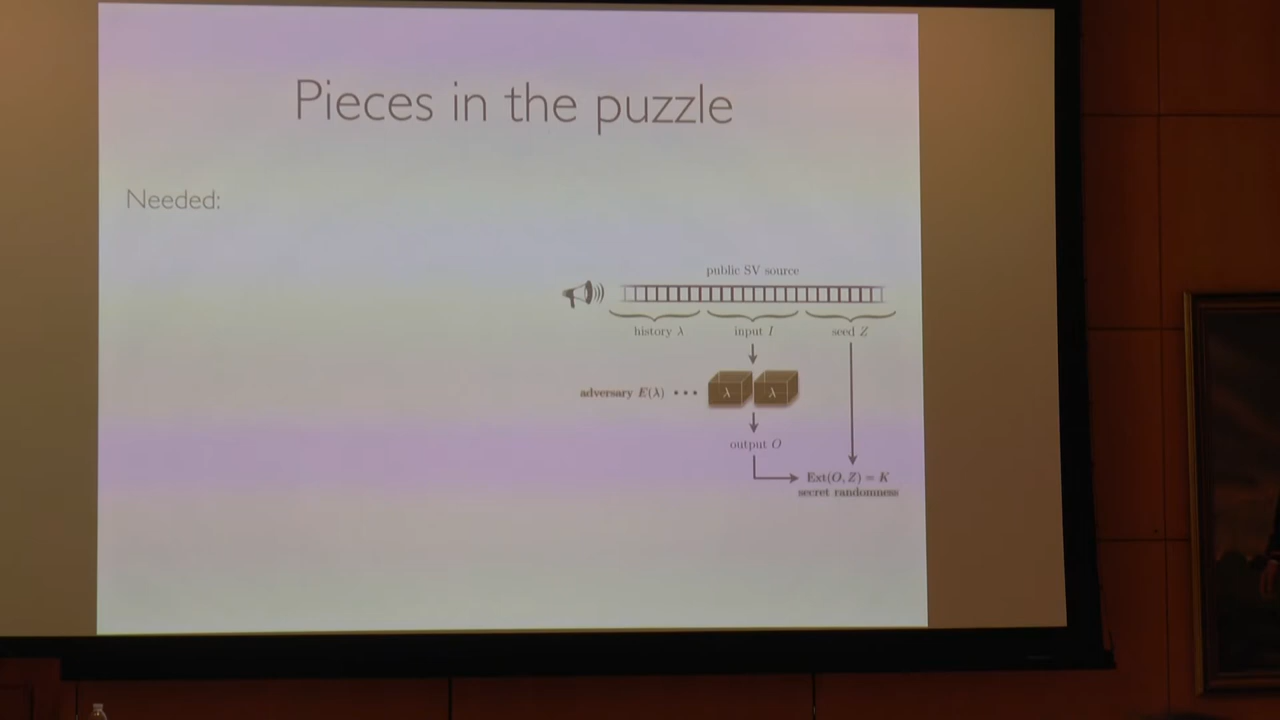 Pieces in the puzzle
Needed:
public SV source
history λ
input I
seed Z
adversary E(λ) • • •
λ
λ
output O
Ext(O, Z) = K
secret randomness